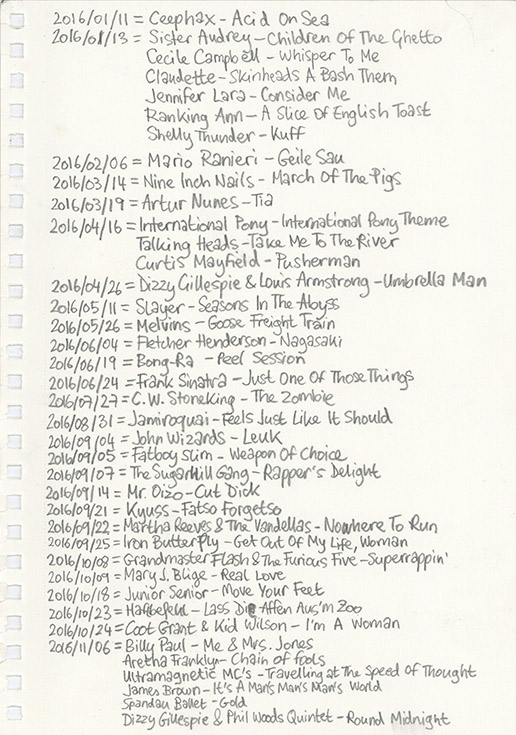 2016/01/11 = Ceephax - Acid On Sea
2016/01/13 = Sister Audrey - Children Of The Ghetto
Cecile Campbell - Whisper To Me
Claudette - Skinheads A Bash Them
Jennifer Lara - Consider Me
Ranking Ann - A Slice Of English Toast
Shelly Thunder - Kuff
2016/02/06 = Mario Ranieri - Geile Sau
2016/03/14 = Nine Inch Nails - March Of The Pigs
2016/03/19 = Artur Nunes - Tia
2016/04/16 = International Pony - International Pony Theme
Talking Heads - Take Me To The River
Curtis Mayfield - Pusherman
2016/04/26 = Dizzy Gillespie & Louis Armstrong - Umbrella Man
2016/05/11 = Slayer - Seasons In The Abyss
2016/05/26 = Melvins - Goose Freight Train
2016/06/04 = Fletcher Henderson - Nagasaki
2016/06/19 = Bong-Ra - Peel Session
2016/06/24 = Frank Sinatra - Just One Of Those Things
2016/07/27 = C.W. Stoneking - The Zombie
2016/08/31 = Jamiroquai - Feels Just Like It Should
2016/09/04 = John Wizards - Leuk
2016/09/05 = Fatboy Slim - Weapon Of Choice
2016/09/07 = The Sugarhill Gang - Rapper's Delight
2016/09/14 = Mr. Oizo - Cut Dick
2016/09/21 = Kyuss - Fatso Forgetso
2016/09/22 = Martha Reeves & The Vandellas - Nowhere To Run
2016/09/25 = Iron Butterfly - Get Out Of My Life, Woman
2016/10/08 = Grandmaster Flash & The Furious Five - Superrappin'
2016/10/09 = Mary J. Blige - Real Love
2016/10/18 = Junior Senior - Move Your Feet
2016/10/23 = Haftbefehl - Lass Die Affen Aus'm Zoo
2016/10/24 = Coot Grant & Kid Wilson - I'm A Woman
2016/11/06 = Billy Paul - Me & Mrs. Jones
Aretha Franklyn - Chain of fools
Ultramagnetic MC's - Travelling at The Speed of Thought
James Brown - It's A Man's Man's Man's World
Spandau Ballet - Gold
Dizzy Gillespie & Phil Woods Quintet - Round Midnight